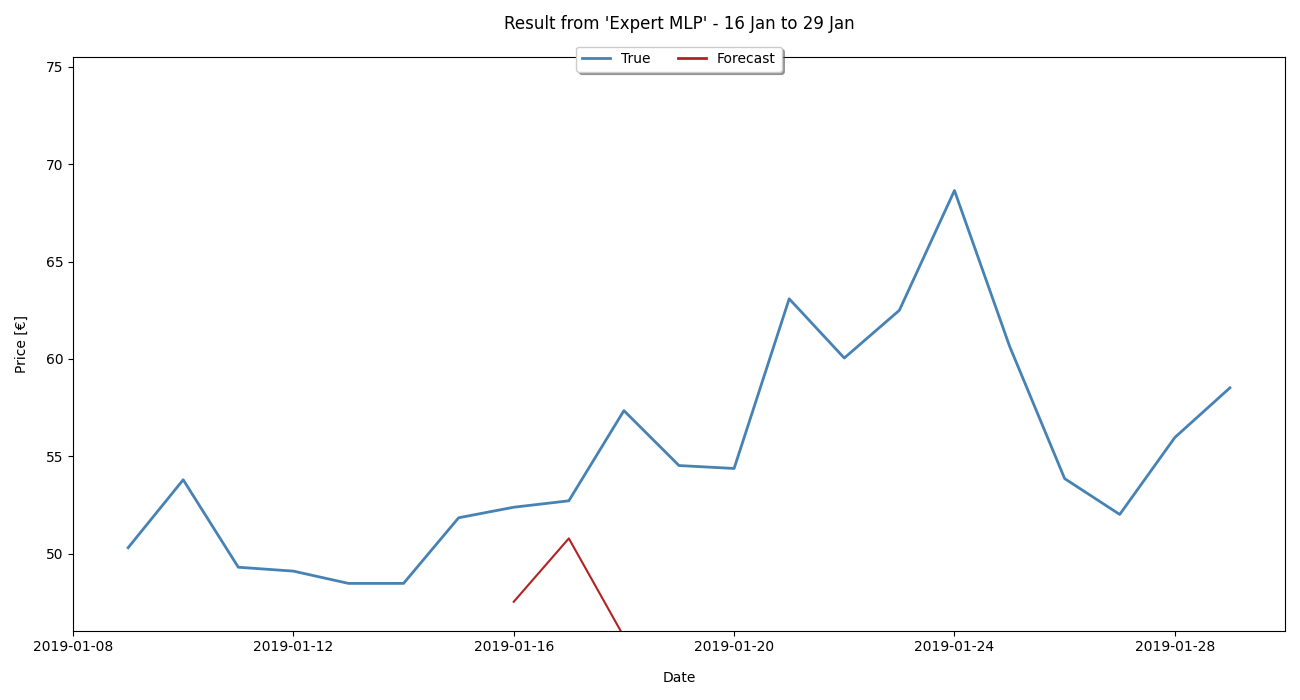 Result from 'Expert MLP' - 16 Jan to 29 Jan
True Forecast
75
70
65
60
55
50
Price [€]
2019-01-08 2019-01-12 2019-01-16 2019-01-20 2019-01-24 2019-01-28
Date